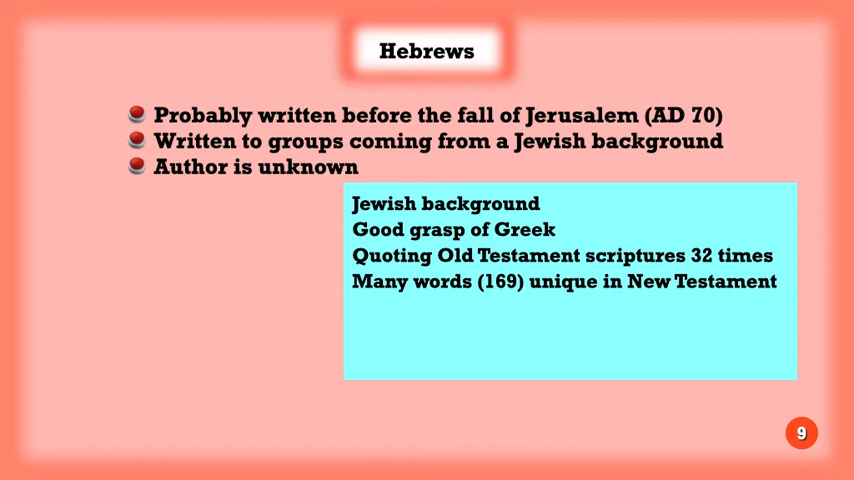 Hebrews
Probably written before the fall of Jerusalem (AD 70)
Written to groups coming from a Jewish background
Author is unknown
Jewish background
Good grasp of Greek
Quoting Old Testament scriptures 32 times
Many words (169) unique in New Testament
9